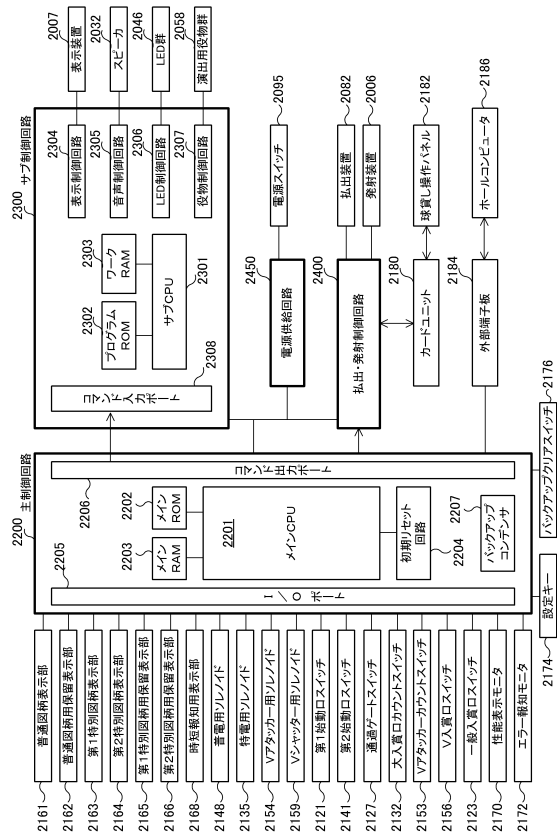 2200 主制御回路
2205
I/Oポート
2206
コマンド出力ポート
2203
メインRAM
2202
メインROM
2201
メインCPU
初期リセット回路
2204
2207
バックアップコンデンサ
2161 普通図柄表示部
2162 普通図柄用保留表示部
2163 第1特別図柄表示部
2164 第2特別図柄表示部
2165 第1特別図柄用保留表示部
2166 第2特別図柄用保留表示部
2168 時短報知用表示部
2148 普電用ソレノイド
2135 特電用ソレノイド
2154 Vアタッカー用ソレノイド
2159 Vシャッター用ソレノイド
2121 第1始動口スイッチ
2141 第2始動口スイッチ
2127 通過ゲートスイッチ
2132 大入賞口カウントスイッチ
2153 Vアタッカーカウントスイッチ
2156 V入賞口スイッチ
2123 一般入賞口スイッチ
2170 性能表示モニタ
2172 エラー報知モニタ
2174 設定キー
バックアップクリアスイッチ 2176
2300 サブ制御回路
コマンド入力ポート
2308
2302
プログラムROM
2303
ワークRAM
サブCPU
2301
2304 表示制御回路
2305 音声制御回路
2306 LED制御回路
2307 役物制御回路
表示装置 2007
スピーカ 2032
LED群 2046
演出用役物群 2058
2450
電源供給回路
電源スイッチ 2095
2400
払出・発射制御回路
払出装置 2082
発射装置 2006
2180
カードユニット
球貸し操作パネル 2182
2184
外部端子板
ホールコンピュータ 2186